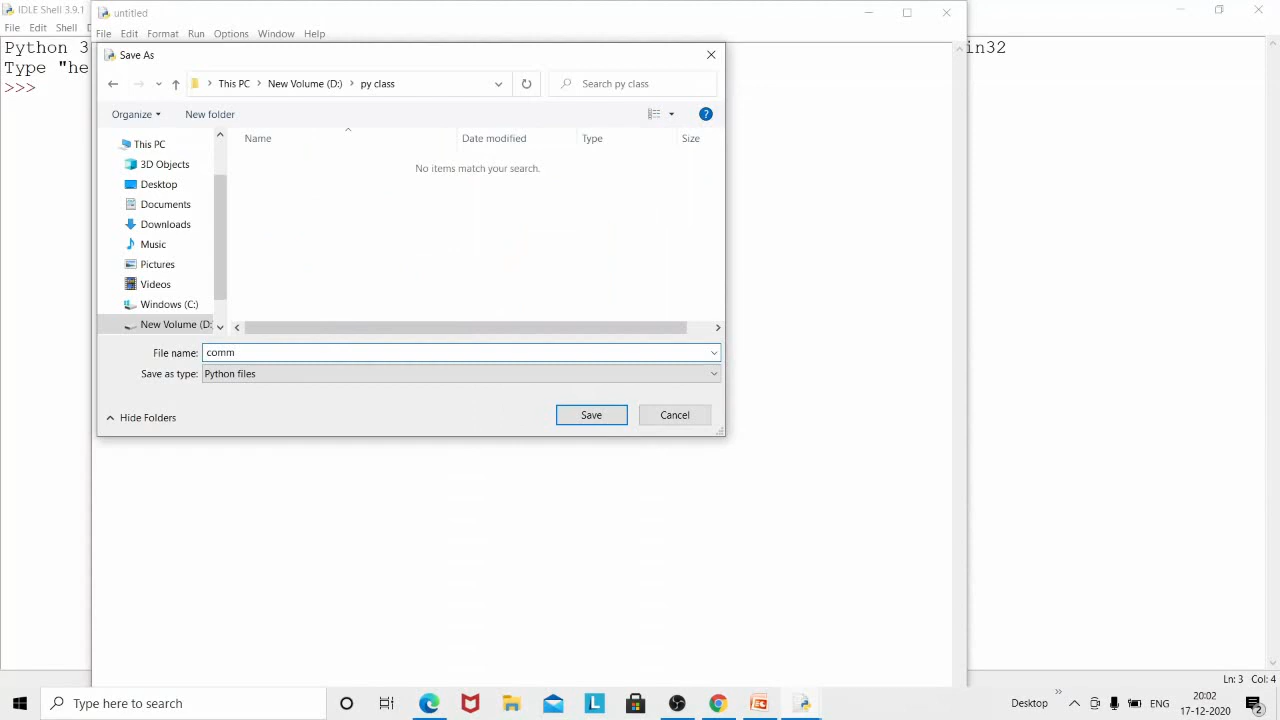 IDLE Shell 3.9.1
File Edit Shell
Python 3
in32
Type "he
>>>
untitled
File Edit Format Run Options Window Help
Save As
This PC > New Volume (D:) > py class
Search py class
Organize New folder
Name Date modified Type Size
No items match your search.
This PC
3D Objects
Desktop
Documents
Downloads
Music
Pictures
Videos
Windows (C:)
New Volume (D:
File name: comm
Save as type: Python files
Hide Folders
Save Cancel
Ln: 3 Col: 4
Type here to search
Desktop
ENG
20:02
17-12-2020
2